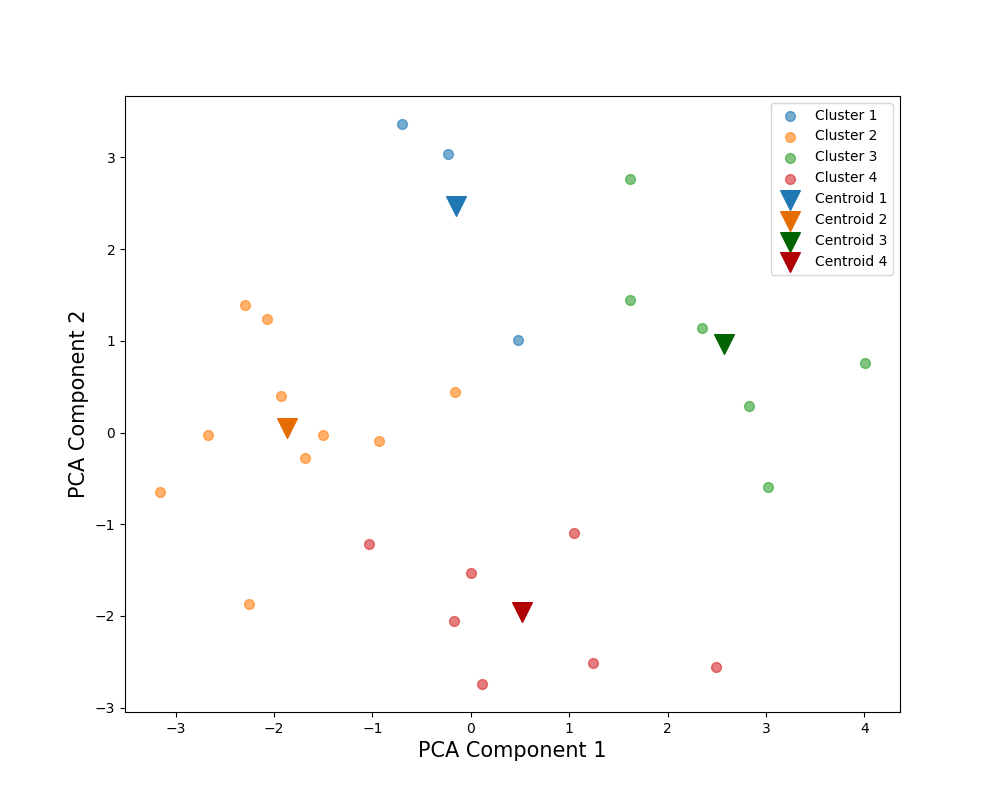 Cluster 1
Cluster 2
Cluster 3
Cluster 4
Centroid 1
Centroid 2
Centroid 3
Centroid 4
PCA Component 2
3
2
1
0
−1
−2
−3
−3 −2 −1 0 1 2 3 4
PCA Component 1